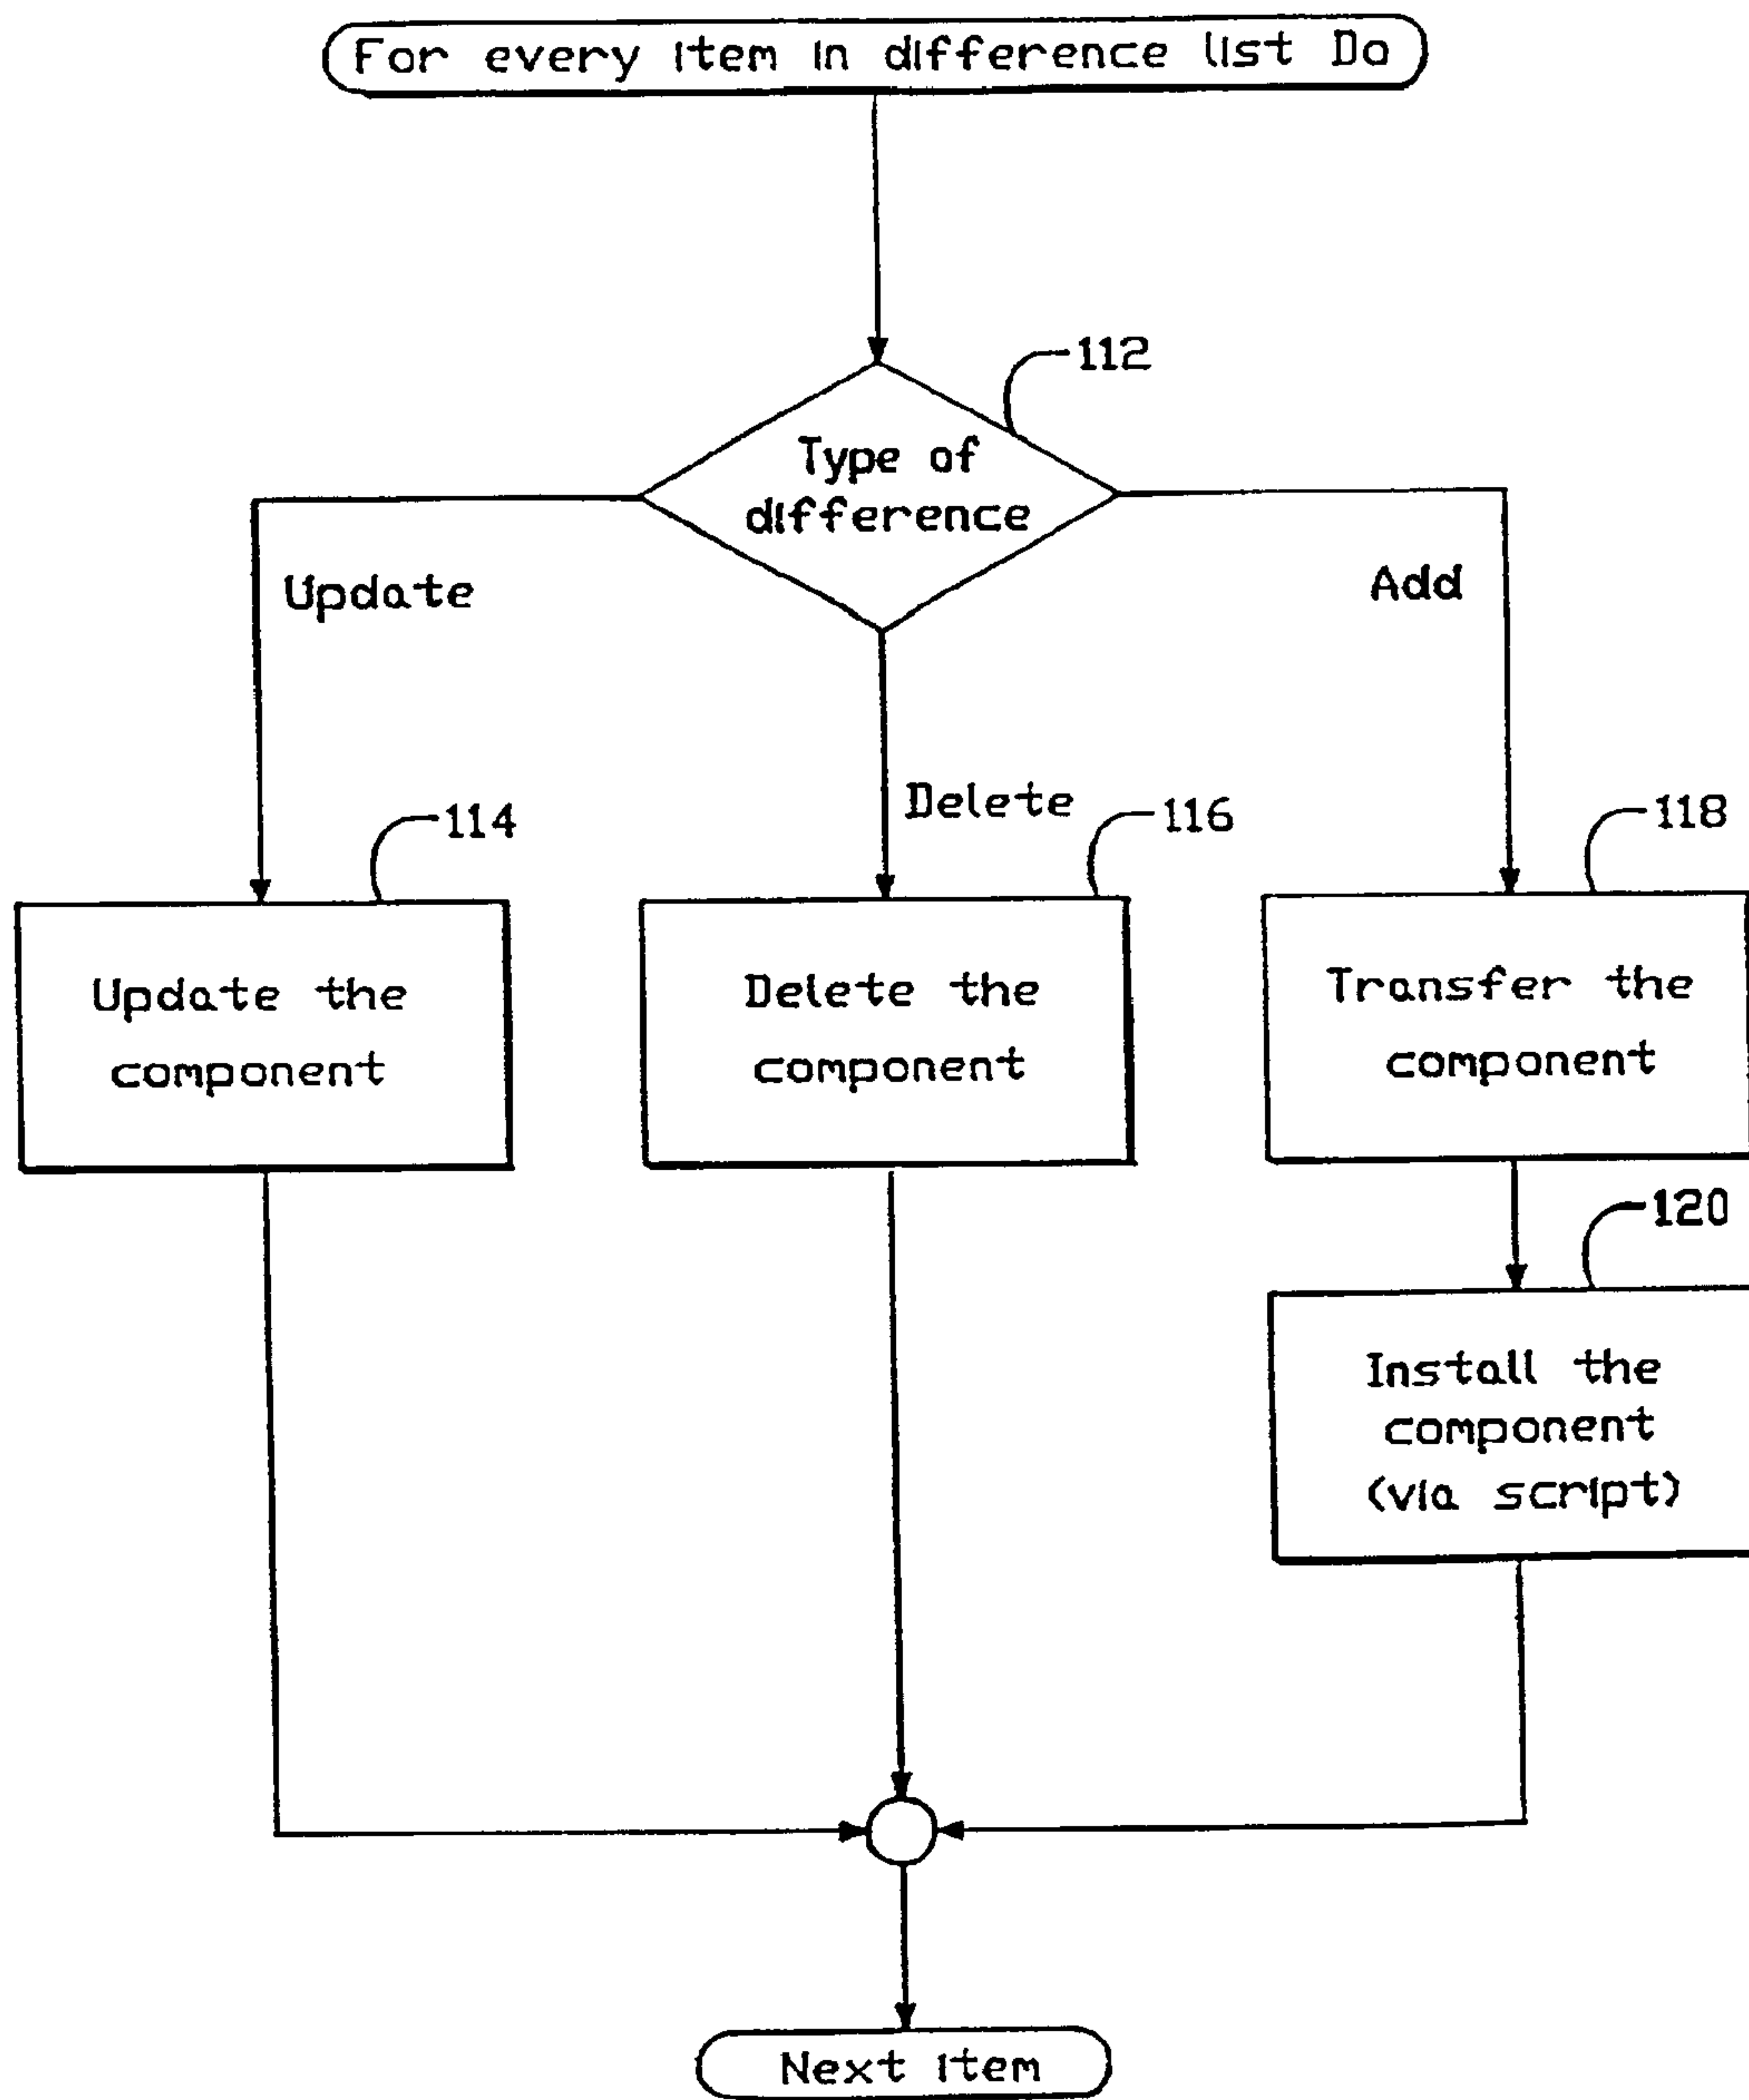 For every item in difference list Do
112
Type of
difference
Update
Add
Delete
114
116
118
Update the
component
Delete the
component
Transfer the
component
120
Install the
component
(via script)
Next item